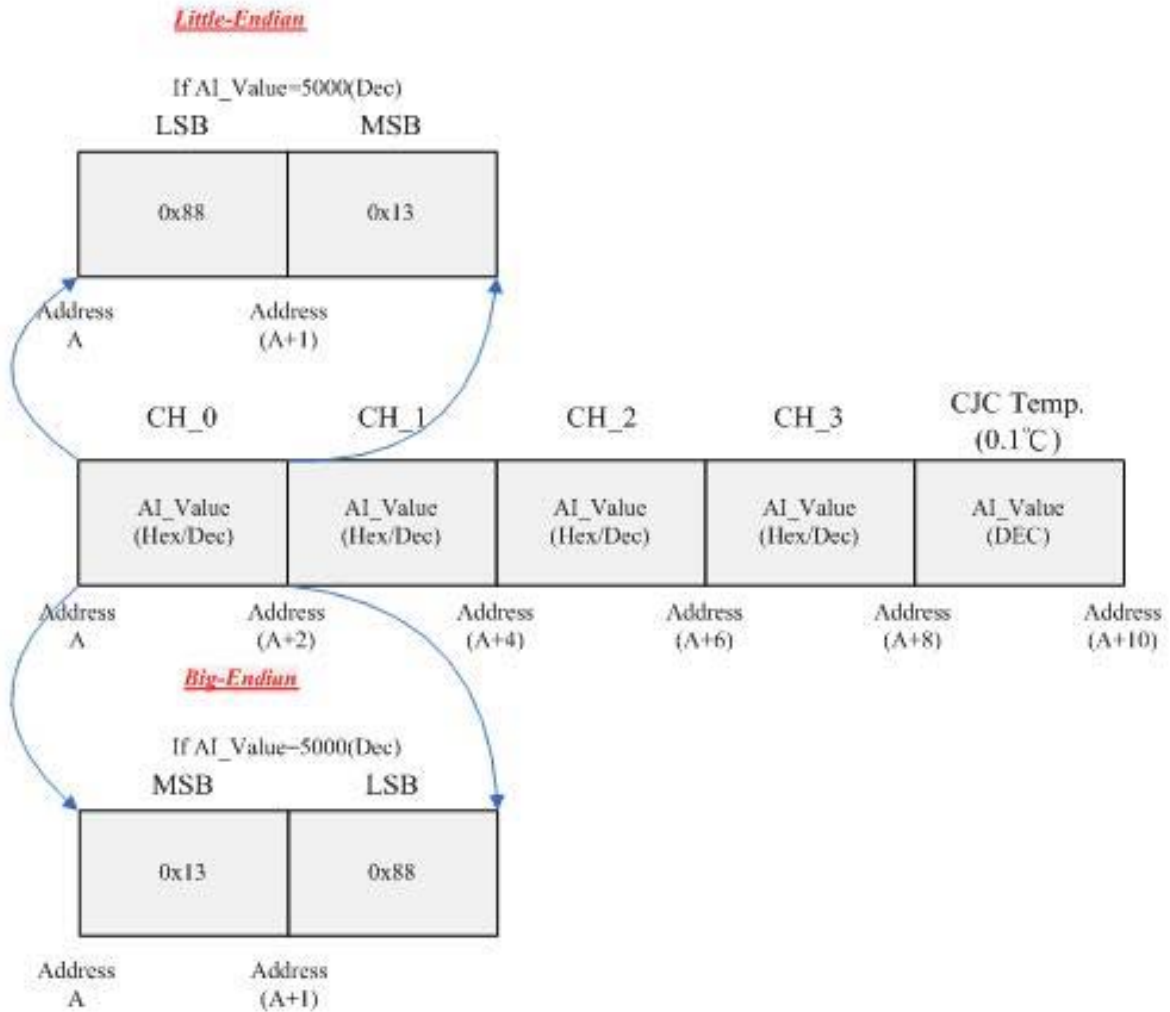 Little-Endian
If AI_Value=5000(Dec)
LSB MSB
0x88 0x13
Address Address
A (A+1)
CH_0 CH_1 CH_2 CH_3 CJC Temp.
(0.1℃)
AI_Value AI_Value AI_Value AI_Value AI_Value
(Hex/Dec) (Hex/Dec) (Hex/Dec) (Hex/Dec) (DEC)
Address Address Address Address Address Address
A (A+2) (A+4) (A+6) (A+8) (A+10)
Big-Endian
If AI_Value=5000(Dec)
MSB LSB
0x13 0x88
Address Address
A (A+1)